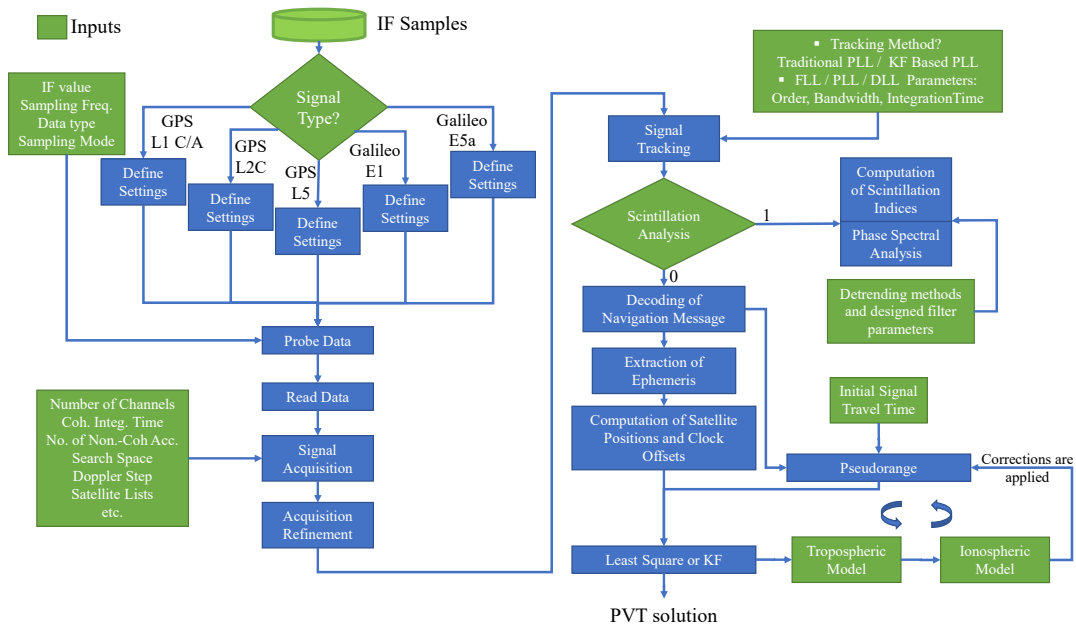 Inputs
IF Samples
IF value
Sampling Freq.
Data type
Sampling Mode
Signal
Type?
GPS
L1 C/A
GPS
L2C
GPS
L5
Galileo
E1
Galileo
E5a
Define
Settings
Define
Settings
Define
Settings
Define
Settings
Define
Settings
Probe Data
Read Data
Number of Channels
Coh. Integ. Time
No. of Non.-Coh Acc.
Search Space
Doppler Step
Satellite Lists
etc.
Signal
Acquisition
Acquisition
Refinement
▪ Tracking Method?
Traditional PLL / KF Based PLL
▪ FLL / PLL / DLL Parameters:
Order, Bandwidth, IntegrationTime
Signal
Tracking
Scintillation
Analysis
1
0
Computation
of Scintillation
Indices
Phase Spectral
Analysis
Detrending methods
and designed filter
parameters
Decoding of
Navigation Message
Extraction of
Ephemeris
Computation of Satellite
Positions and Clock
Offsets
Initial Signal
Travel Time
Pseudorange
Corrections are
applied
Least Square or KF
Tropospheric
Model
Ionospheric
Model
PVT solution